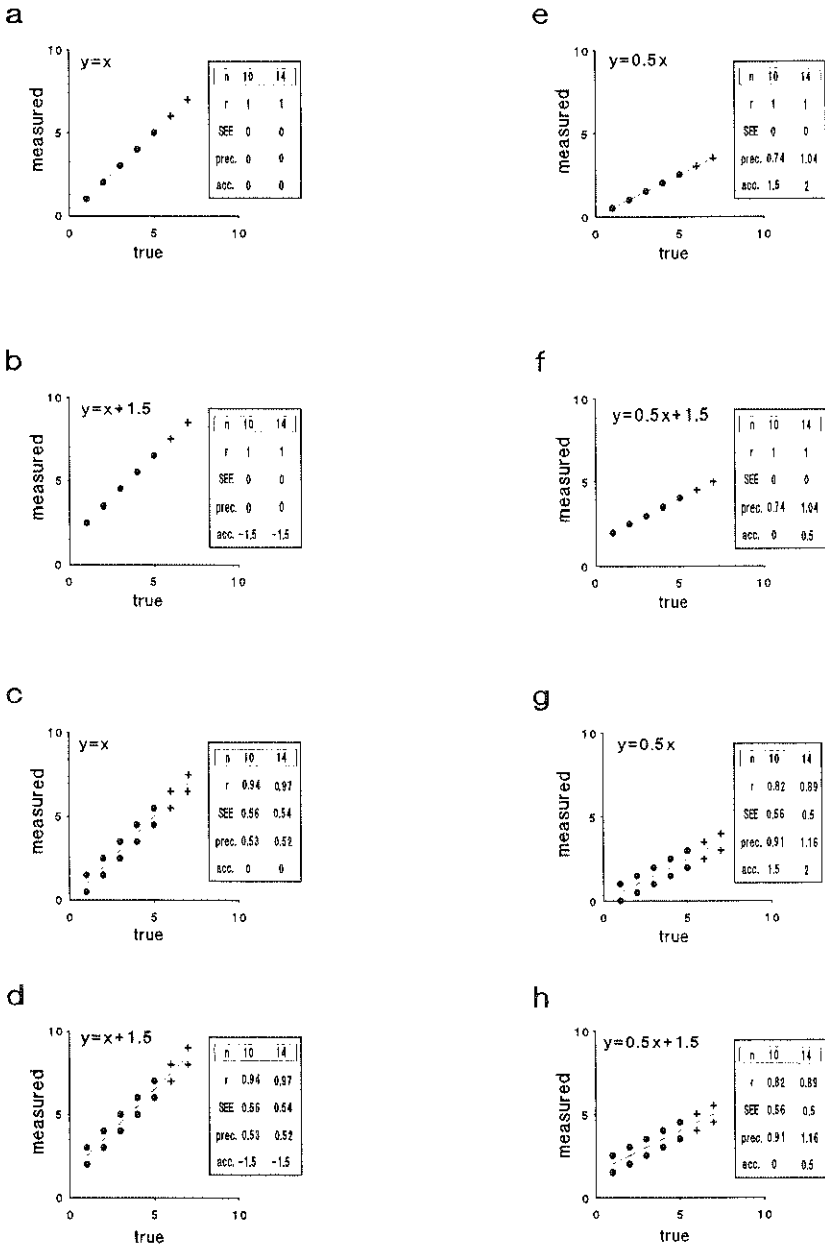 a
y=x
10
5
0
measured
0 5 10
true
n 10 14
r 1 1
SEE 0 0
prec. 0 0
acc. 0 0
b
y=x+1.5
10
5
0
measured
0 5 10
true
n 10 14
r 1 1
SEE 0 0
prec. 0 0
acc. -1.5 -1.5
c
y=x
10
5
0
measured
0 5 10
true
n 10 14
r 0.94 0.97
SEE 0.56 0.54
prec. 0.53 0.52
acc. 0 0
d
y=x+1.5
10
5
0
measured
0 5 10
true
n 10 14
r 0.94 0.97
SEE 0.56 0.54
prec. 0.53 0.52
acc. -1.5 -1.5
e
y=0.5x
10
5
0
measured
0 5 10
true
n 10 14
r 1 1
SEE 0 0
prec. 0.74 1.04
acc. 1.5 2
f
y=0.5x+1.5
10
5
0
measured
0 5 10
true
n 10 14
r 1 1
SEE 0 0
prec. 0.74 1.04
acc. 0 0.5
g
y=0.5x
10
5
0
measured
0 5 10
true
n 10 14
r 0.82 0.89
SEE 0.56 0.5
prec. 0.91 1.16
acc. 1.5 2
h
y=0.5x+1.5
10
5
0
measured
0 5 10
true
n 10 14
r 0.82 0.89
SEE 0.56 0.5
prec. 0.91 1.16
acc. 0 0.5